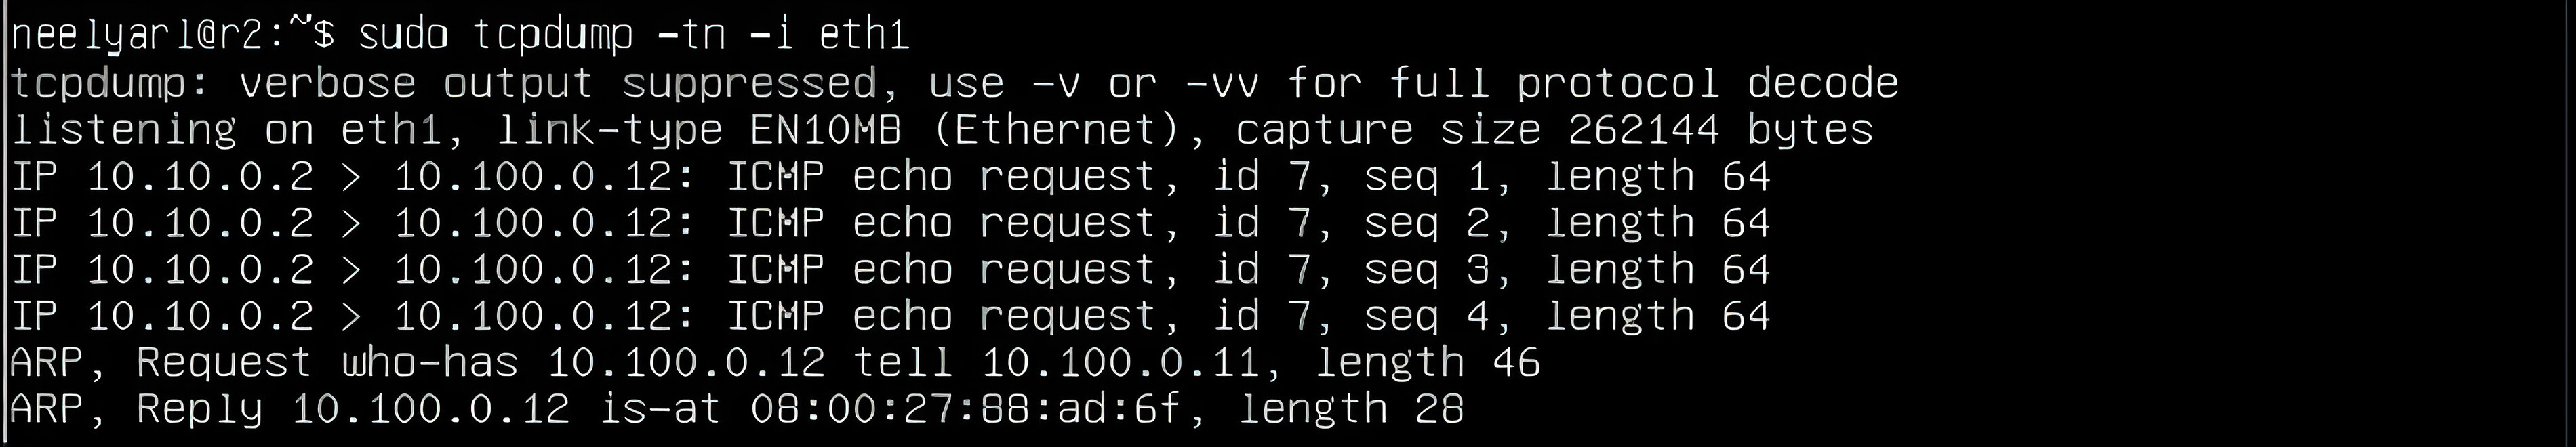 neelyarl@r2:~$ sudo tcpdump -tn -i eth1
tcpdump: verbose output suppressed, use -v or -vv for full protocol decode
listening on eth1, link-type EN10MB (Ethernet), capture size 262144 bytes
IP 10.10.0.2 > 10.100.0.12: ICMP echo request, id 7, seq 1, length 64
IP 10.10.0.2 > 10.100.0.12: ICMP echo request, id 7, seq 2, length 64
IP 10.10.0.2 > 10.100.0.12: ICMP echo request, id 7, seq 3, length 64
IP 10.10.0.2 > 10.100.0.12: ICMP echo request, id 7, seq 4, length 64
ARP, Request who-has 10.100.0.12 tell 10.100.0.11, length 46
ARP, Reply 10.100.0.12 is-at 08:00:27:88:ad:6f, length 28